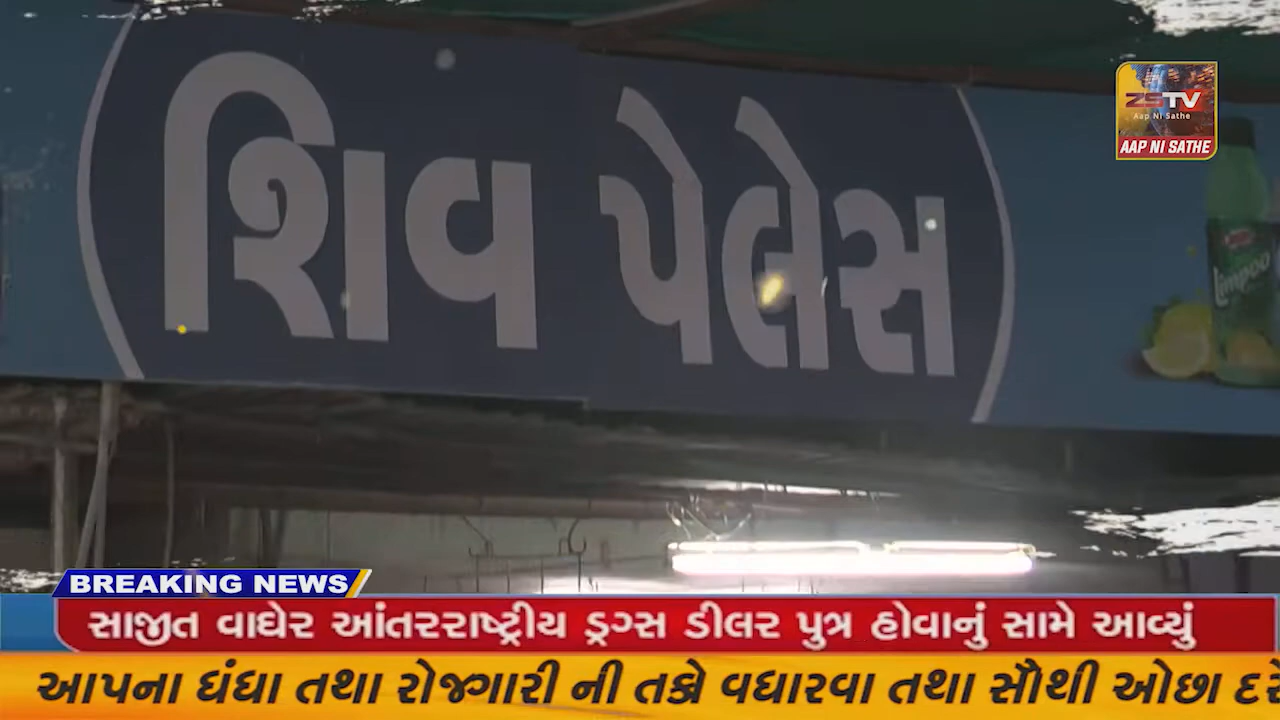 શિવ પેલેસ
ZSTV
Aap Ni Sathe
AAP NI SATHE
Limpoo
BREAKING NEWS
સાજીત વાઘેર આંતરરાષ્ટ્રીય ડ્રગ્સ ડીલર પુત્ર હોવાનું સામે આવ્યું
આપના ધંધા તથા રોજગારી ની તકો વધારવા તથા સૌથી ઓછા દરે